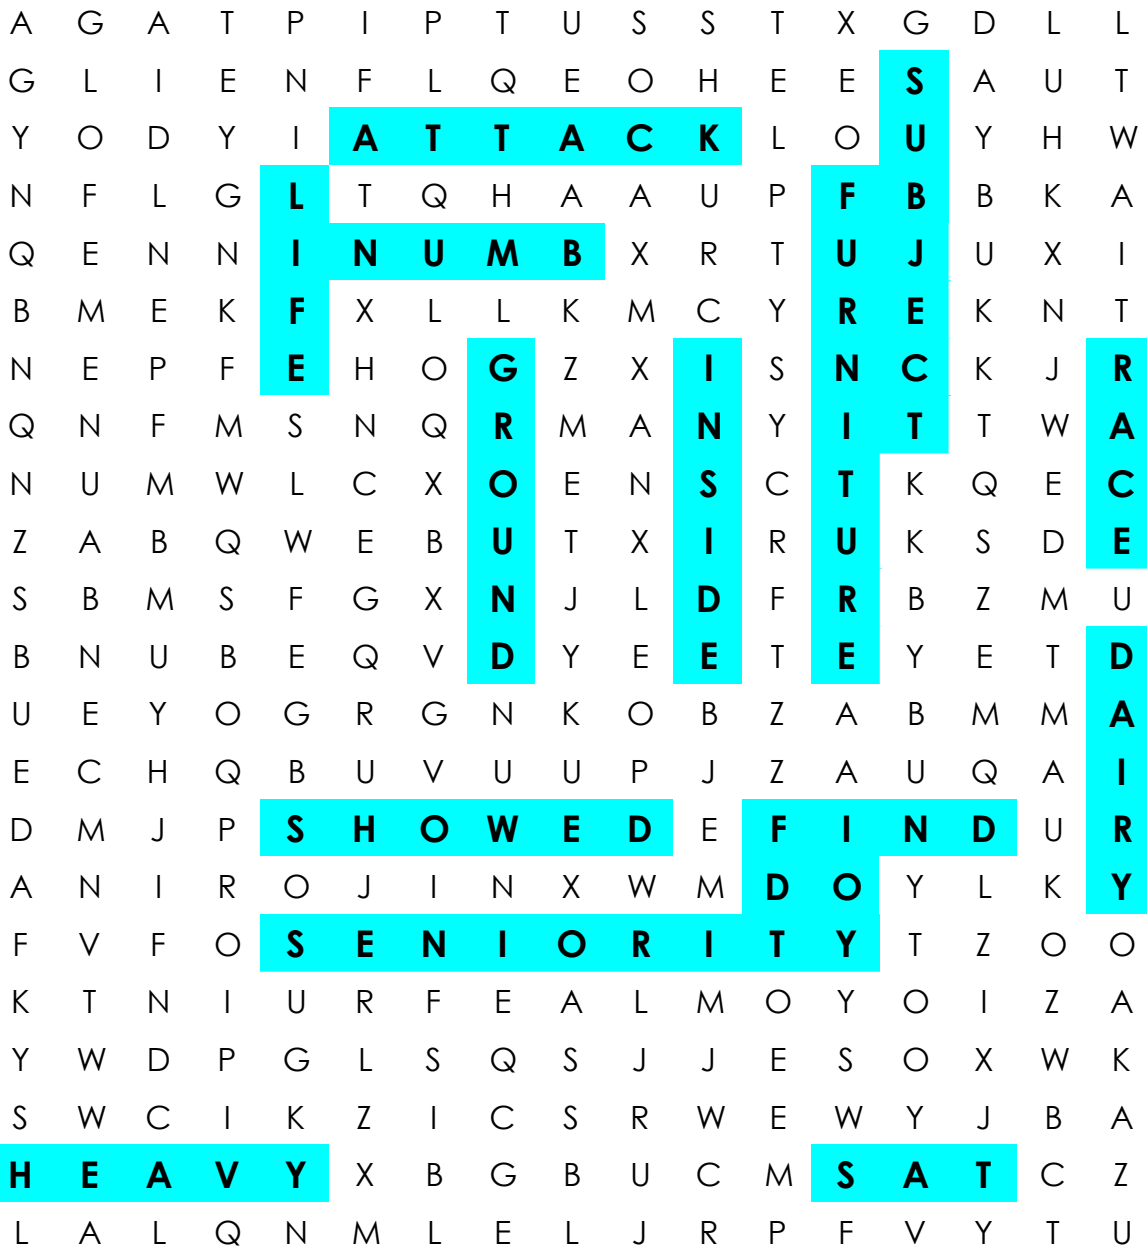 A G A T P I P T U S S T X G D L L
G L I E N F L Q E O H E E S A U T
Y O D Y I A T T A C K L O U Y H W
N F L G L T Q H A A U P F B B K A
Q E N N I N U M B X R T U J U X I
B M E K F X L L K M C Y R E K N T
N E P F E H O G Z X I S N C K J R
Q N F M S N Q R M A N Y I T T W A
N U M W L C X O E N S C T K Q E C
Z A B Q W E B U T X I R U K S D E
S B M S F G X N J L D F R B Z M U
B N U B E Q V D Y E E T E Y E T D
U E Y O G R G N K O B Z A B M M A
E C H Q B U V U U P J Z A U Q A I
D M J P S H O W E D E F I N D U R
A N I R O J I N X W M D O Y L K Y
F V F O S E N I O R I T Y T Z O O
K T N I U R F E A L M O Y O I Z A
Y W D P G L S Q S J J E S O X W K
S W C I K Z I C S R W E W Y J B A
H E A V Y X B G B U C M S A T C Z
L A L Q N M L E L J R P F V Y T U